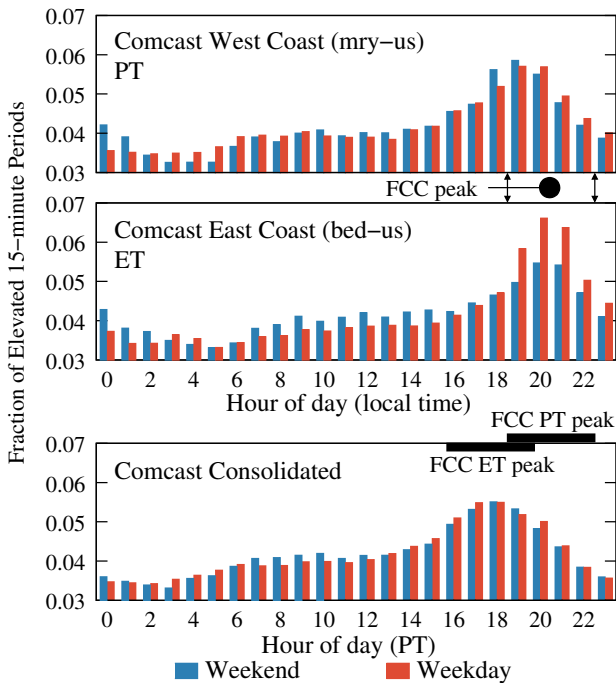 Fraction of Elevated 15−minute Periods
0.07
0.06
0.05
0.04
0.03
Comcast West Coast (mry−us)
PT
FCC peak
0.07
0.06
0.05
0.04
0.03
Comcast East Coast (bed−us)
ET
0 2 4 6 8 10 12 14 16 18 20 22
Hour of day (local time)
FCC PT peak
FCC ET peak
0.07
0.06
0.05
0.04
0.03
Comcast Consolidated
0 2 4 6 8 10 12 14 16 18 20 22
Hour of day (PT)
Weekend Weekday